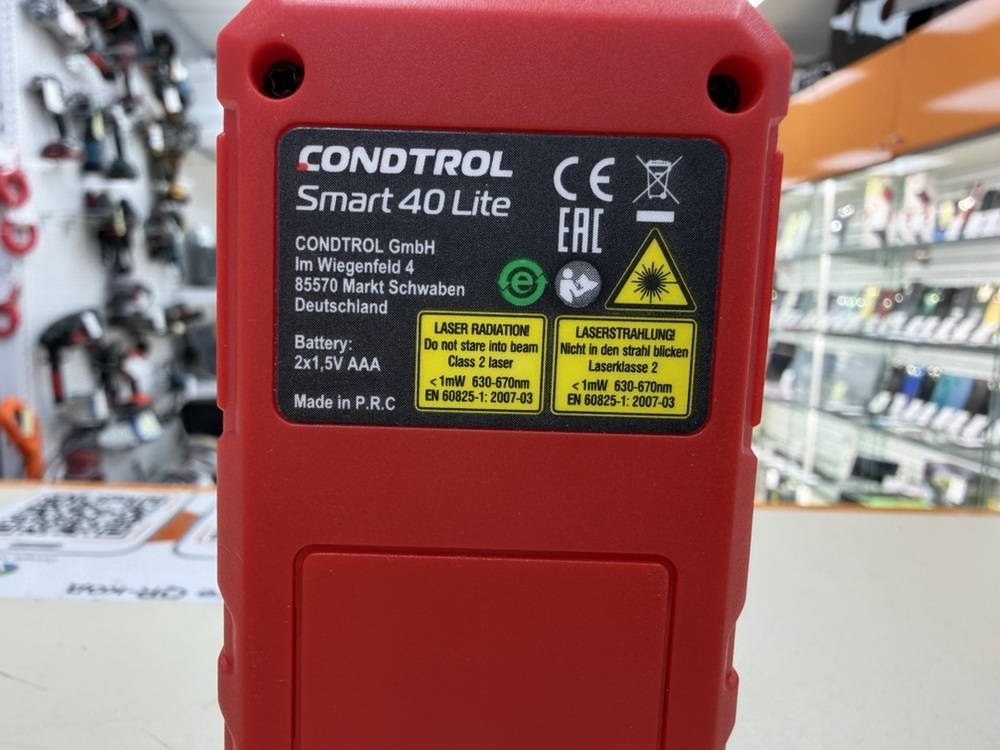 CONDTROL
Smart 40 Lite
CONDTROL GmbH
Im Wiegenfeld 4
85570 Markt Schwaben
Deutschland
Battery:
2x1,5V AAA
Made in P.R.C
CE
EAC
e
LASER RADIATION!
Do not stare into beam
Class 2 laser
<1mW 630-670nm
EN 60825-1: 2007-03
LASERSTRAHLUNG!
Nicht in den strahl blicken
Laserklasse 2
<1mW 630-670nm
EN 60825-1: 2007-03
QR-код